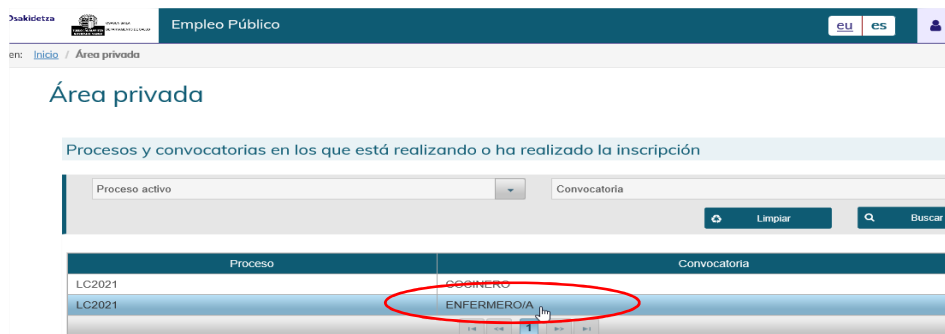 Osakidetza
Empleo Público
eu es
en: Inicio / Área privada
Área privada
Procesos y convocatorias en los que está realizando o ha realizado la inscripción
Proceso activo Convocatoria
Limpiar Buscar
Proceso Convocatoria
LC2021 COCINERO
LC2021 ENFERMERO/A
1